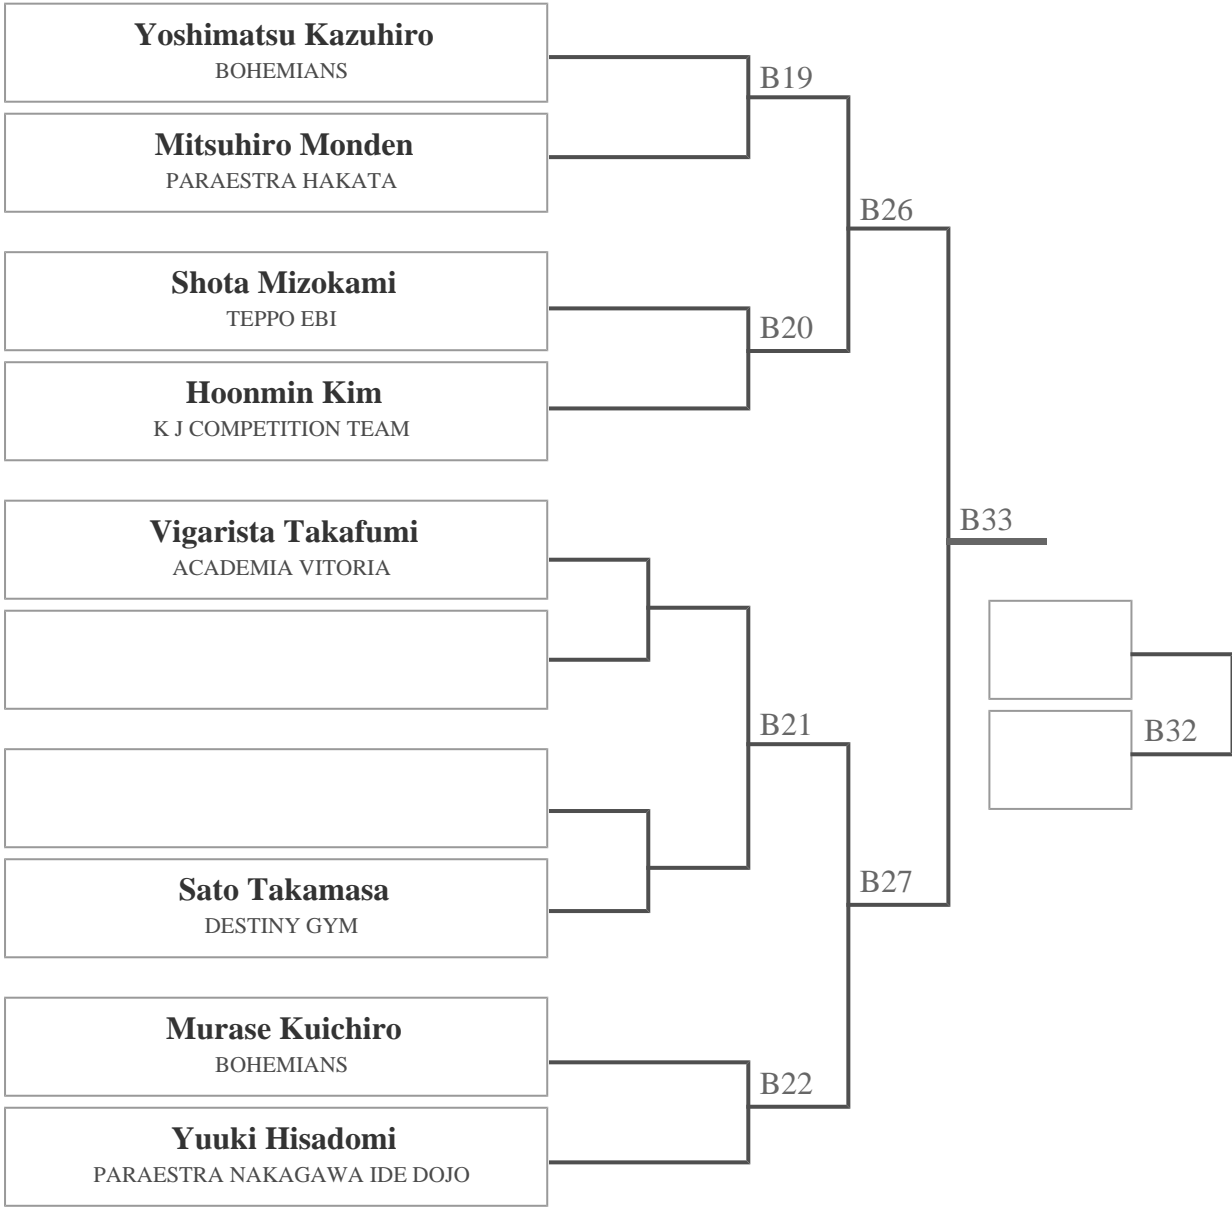 Yoshimatsu Kazuhiro
BOHEMIANS
B19
Mitsuhiro Monden
PARAESTRA HAKATA
B26
Shota Mizokami
TEPPO EBI
B20
Hoonmin Kim
K J COMPETITION TEAM
B33
Vigarista Takafumi
ACADEMIA VITORIA
B21
B32
Sato Takamasa
DESTINY GYM
B27
Murase Kuichiro
BOHEMIANS
B22
Yuuki Hisadomi
PARAESTRA NAKAGAWA IDE DOJO